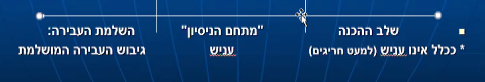 שלב ההכנה
* ככלל אינו עניש (למעט חריגים)
"מתחם הניסיון"
עניש
השלמת העבירה:
גיבוש העבירה המושלמת